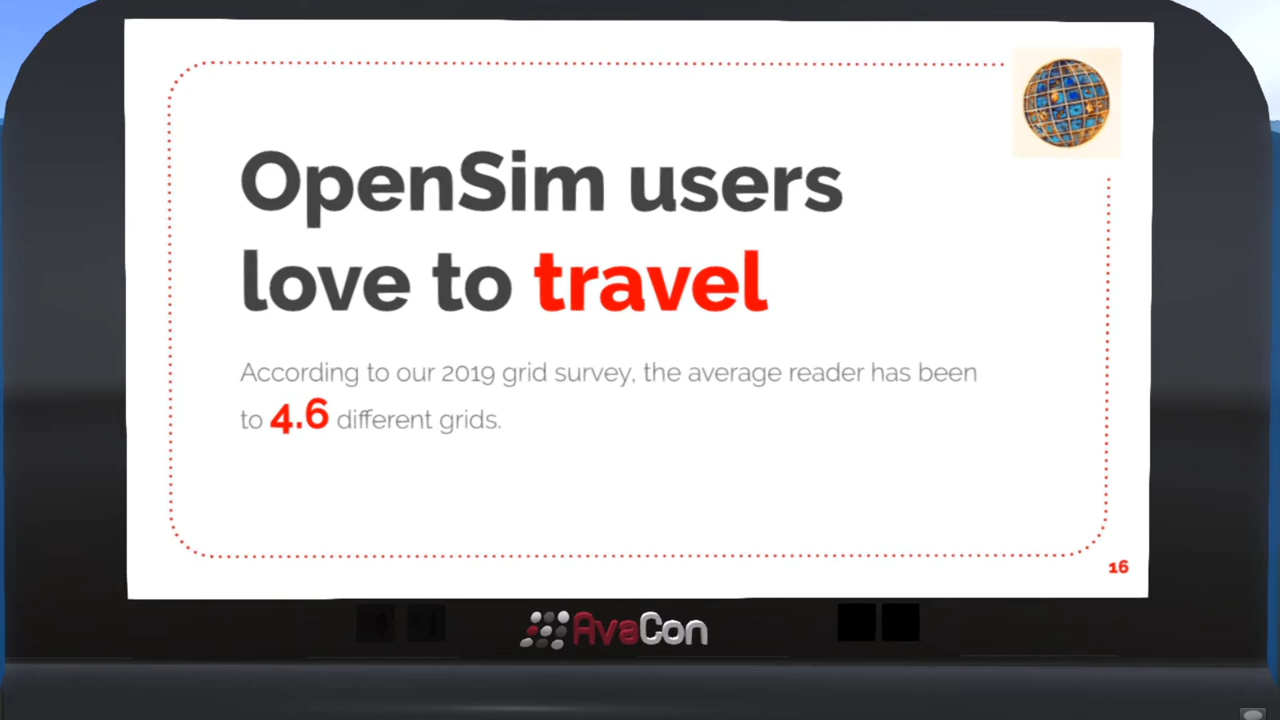 OpenSim users
love to travel
According to our 2019 grid survey, the average reader has been
to 4.6 different grids.
16
AvaCon